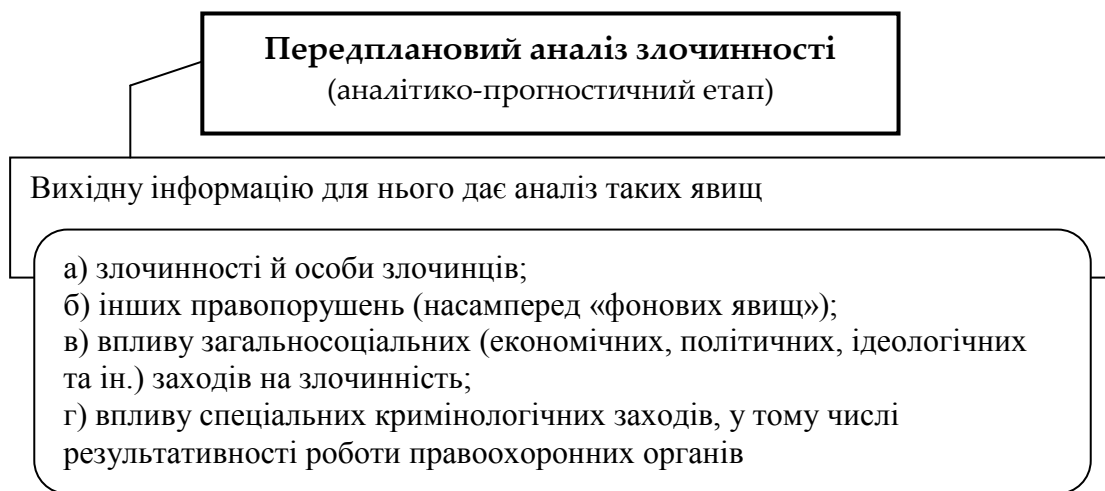 Передплановий аналіз злочинності
(аналітико-прогностичний етап)
Вихідну інформацію для нього дає аналіз таких явищ
а) злочинності й особи злочинців;
б) інших правопорушень (насамперед «фонових явищ»);
в) впливу загальносоціальних (економічних, політичних, ідеологічних
та ін.) заходів на злочинність;
г) впливу спеціальних кримінологічних заходів, у тому числі
результативності роботи правоохоронних органів